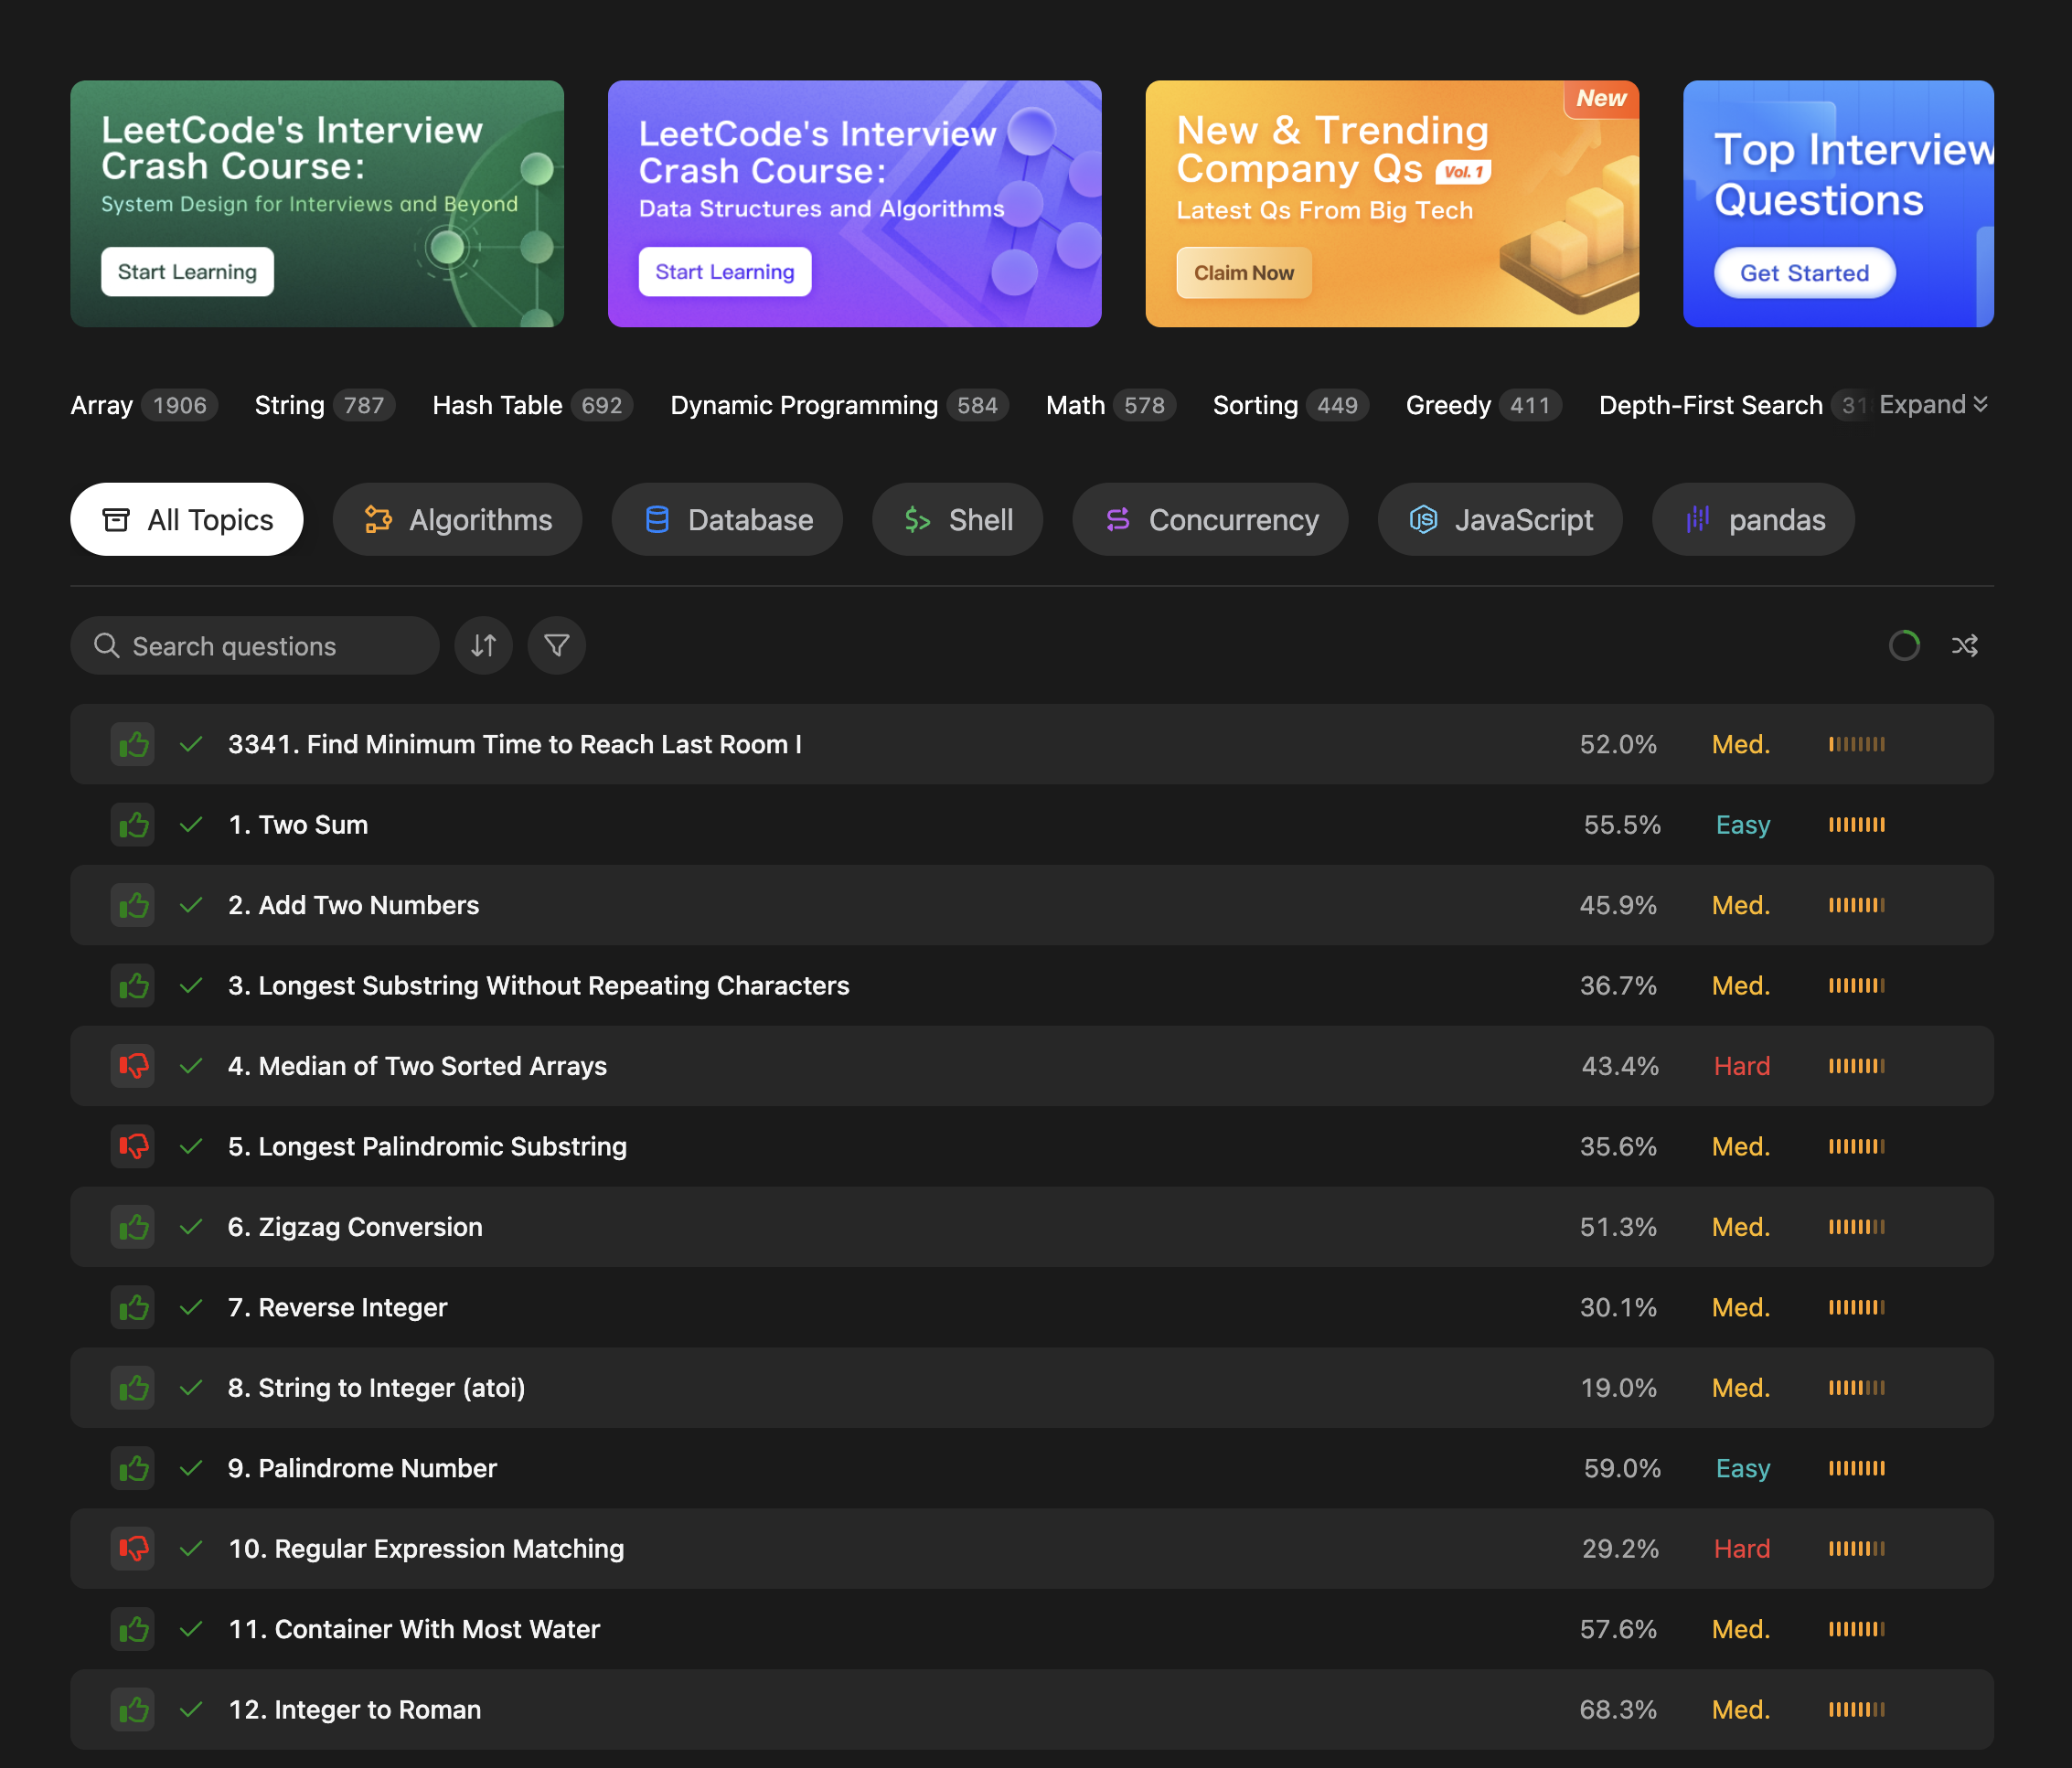 LeetCode's Interview
Crash Course:
System Design for Interviews and Beyond
Start Learning
LeetCode's Interview
Crash Course:
Data Structures and Algorithms
Start Learning
New
New & Trending
Company Qs Vol. 1
Latest Qs From Big Tech
Claim Now
Top Interview
Questions
Get Started
Array 1906 String 787 Hash Table 692 Dynamic Programming 584 Math 578 Sorting 449 Greedy 411 Depth-First Search Expand
All Topics Algorithms Database Shell Concurrency JavaScript pandas
Search questions
3341. Find Minimum Time to Reach Last Room I 52.0% Med.
1. Two Sum 55.5% Easy
2. Add Two Numbers 45.9% Med.
3. Longest Substring Without Repeating Characters 36.7% Med.
4. Median of Two Sorted Arrays 43.4% Hard
5. Longest Palindromic Substring 35.6% Med.
6. Zigzag Conversion 51.3% Med.
7. Reverse Integer 30.1% Med.
8. String to Integer (atoi) 19.0% Med.
9. Palindrome Number 59.0% Easy
10. Regular Expression Matching 29.2% Hard
11. Container With Most Water 57.6% Med.
12. Integer to Roman 68.3% Med.